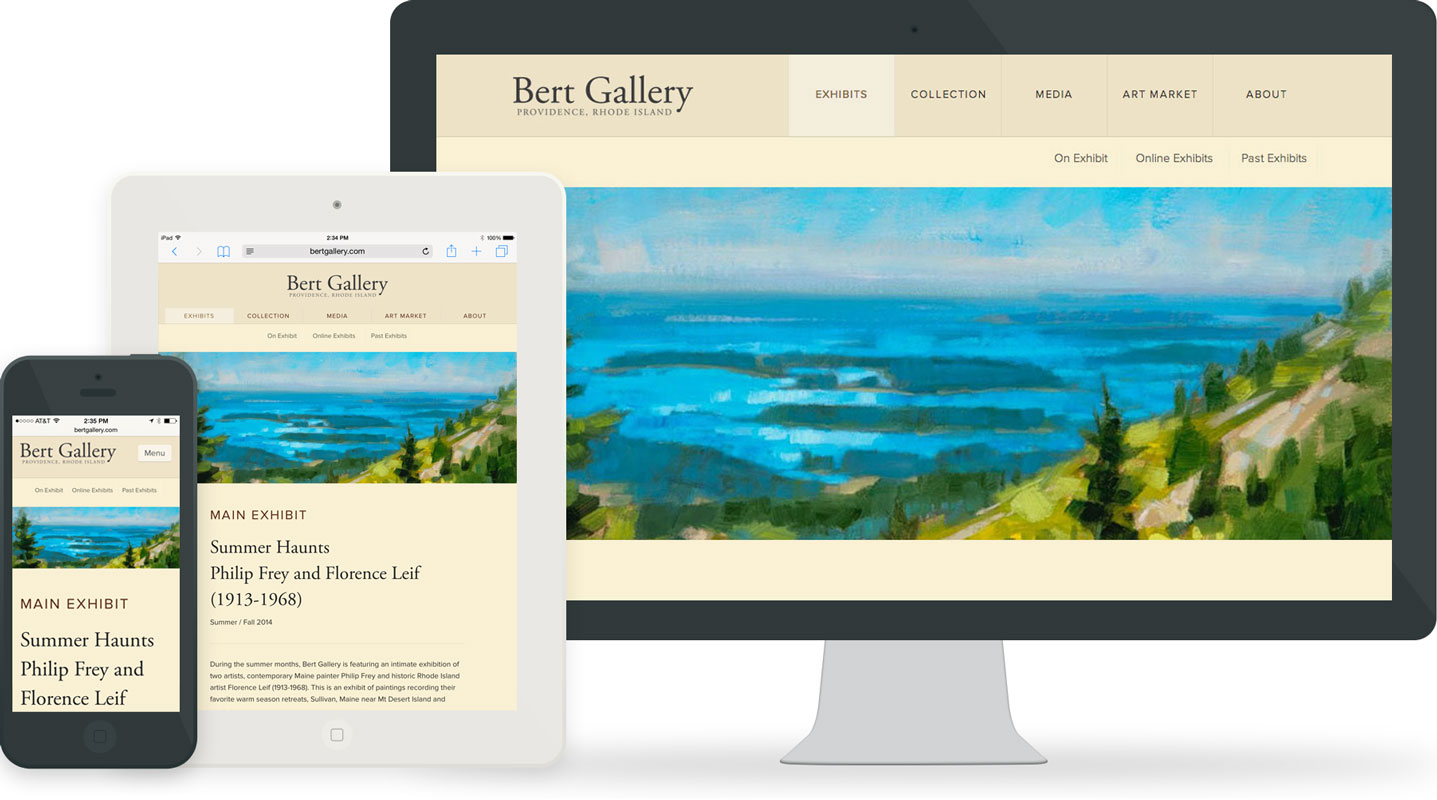 Bert Gallery
PROVIDENCE, RHODE ISLAND
EXHIBITS COLLECTION MEDIA ART MARKET ABOUT
On Exhibit Online Exhibits Past Exhibits
iPad 2:34 PM 100%
bertgallery.com
Bert Gallery
PROVIDENCE, RHODE ISLAND
EXHIBITS COLLECTION MEDIA ART MARKET ABOUT
On Exhibit Online Exhibits Past Exhibits
MAIN EXHIBIT
Summer Haunts
Philip Frey and Florence Leif
(1913-1968)
Summer / Fall 2014
During the summer months, Bert Gallery is featuring an intimate exhibition of
two artists, contemporary Maine painter Philip Frey and historic Rhode Island
artist Florence Leif (1913-1968). This is an exhibit of paintings recording their
favorite warm season retreats, Sullivan, Maine near Mt Desert Island and
AT&T 2:35 PM
bertgallery.com
Bert Gallery
PROVIDENCE, RHODE ISLAND
Menu
On Exhibit Online Exhibits Past Exhibits
MAIN EXHIBIT
Summer Haunts
Philip Frey and
Florence Leif